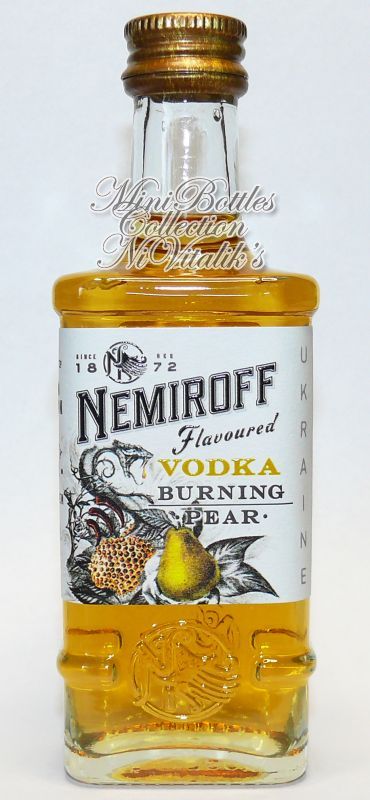 Mini Bottles
Collection
NiVitalik's
SINCE
18 72
NEMIROFF
Flavoured
VODKA
BURNING
PEAR
UKRAINE